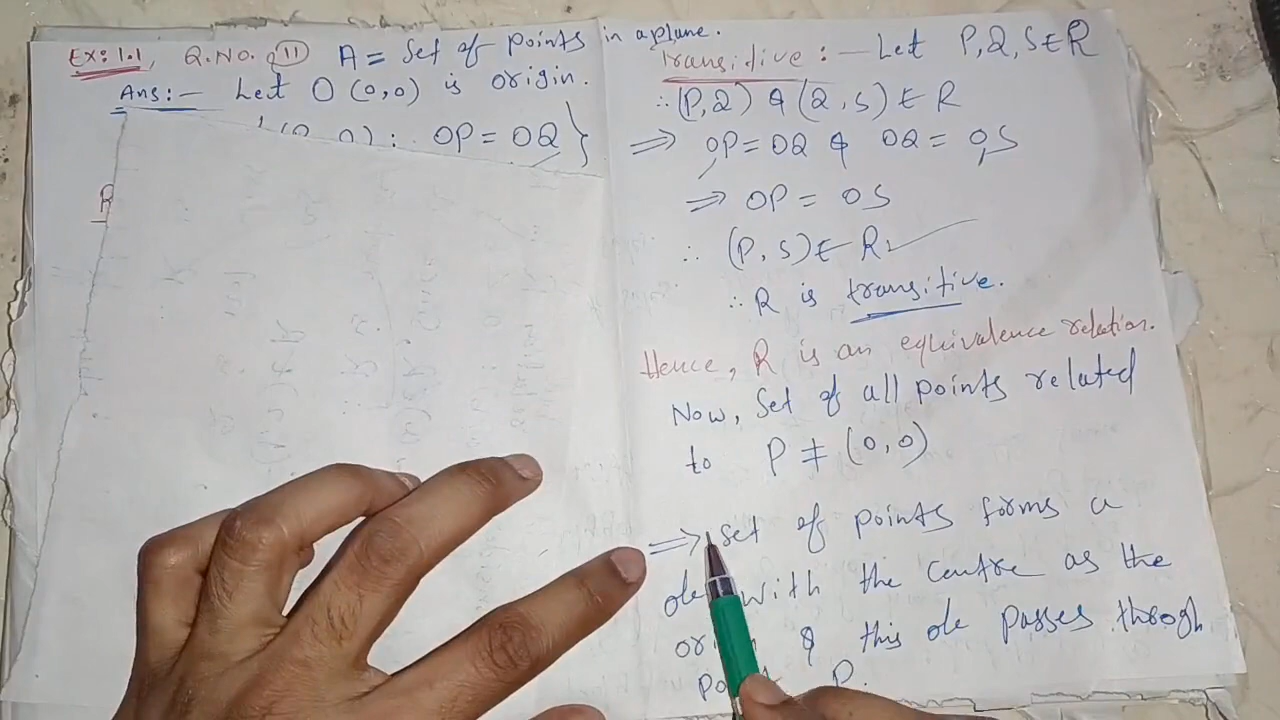 Ex: 1.1, Q.No. 11 A = Set of Points in a plane.
Ans:- Let O (0,0) is origin.
: OP = OQ }
R
transitive :- Let P, Q, S ∈ R
∴ (P, Q) & (Q, S) ∈ R
⇒ OP = OQ & OQ = OS
⇒ OP = OS
∴ (P, S) ∈ R ✓
∴ R is transitive.
Hence, R is an equivalence relation.
Now, Set of all points related
to P ≠ (0,0)
⇒ Set of points forms a
with the centre as the
& this ole passes through
P.